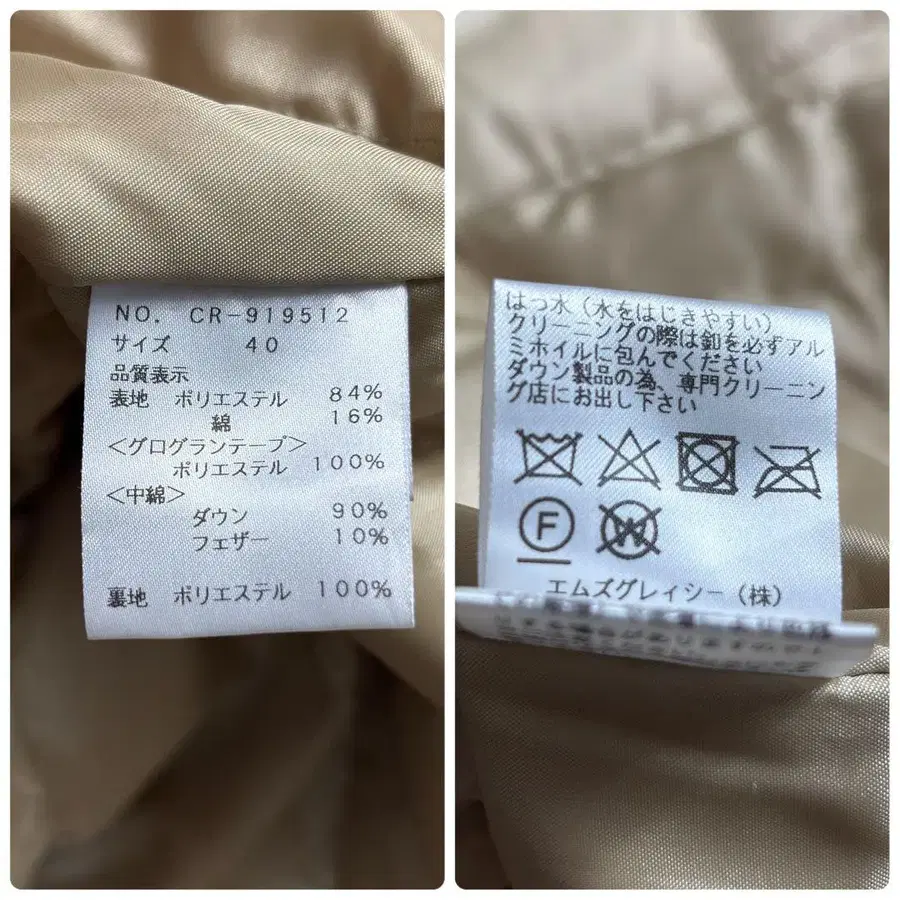 NO. CR-919512
サイズ 40
品質表示
表地 ポリエステル 84%
綿 16%
<グログランテープ>
ポリエステル 100%
<中綿>
ダウン 90%
フェザー 10%
裏地 ポリエステル 100%
はっ水(水をはじきやすい)
クリーニングの際は釦を必ずアル
ミホイルに包んでください
ダウン製品の為、専門クリーニン
グ店にお出し下さい
F
W
エムズグレイシー(株)